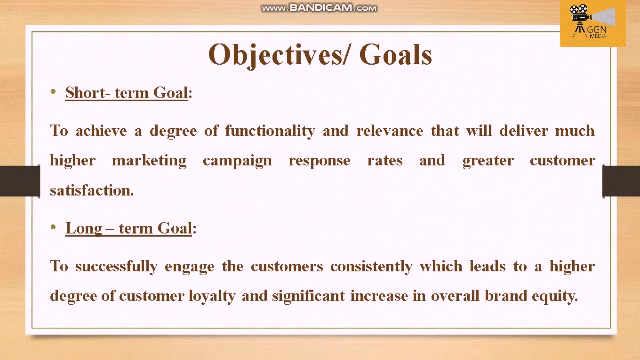 www.BANDICAM.com
GEN
MEDIA
Objectives/ Goals
• Short- term Goal:
To achieve a degree of functionality and relevance that will deliver much
higher marketing campaign response rates and greater customer
satisfaction.
• Long – term Goal:
To successfully engage the customers consistently which leads to a higher
degree of customer loyalty and significant increase in overall brand equity.